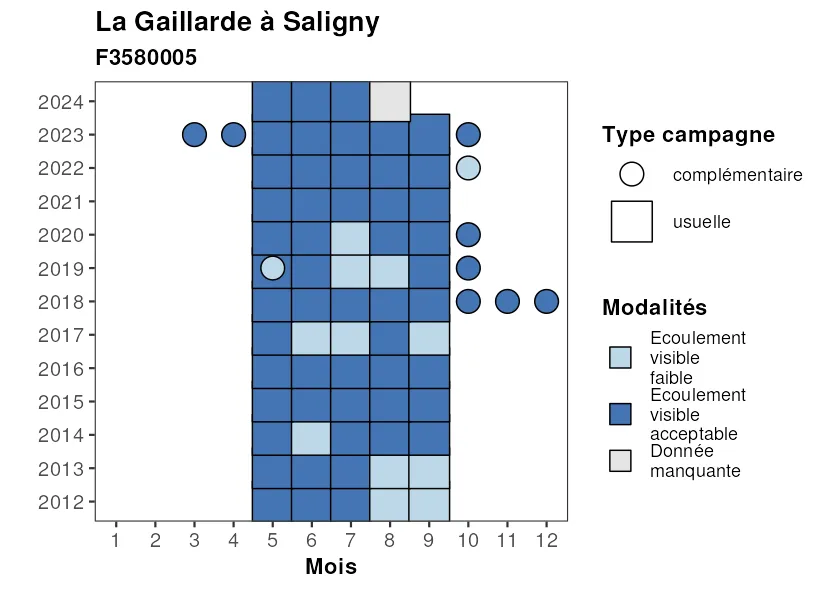 La Gaillarde à Saligny
F3580005
2024
2023
2022
2021
2020
2019
2018
2017
2016
2015
2014
2013
2012
1 2 3 4 5 6 7 8 9 10 11 12
Mois
Type campagne
complémentaire
usuelle
Modalités
Ecoulement
visible
faible
Ecoulement
visible
acceptable
Donnée
manquante